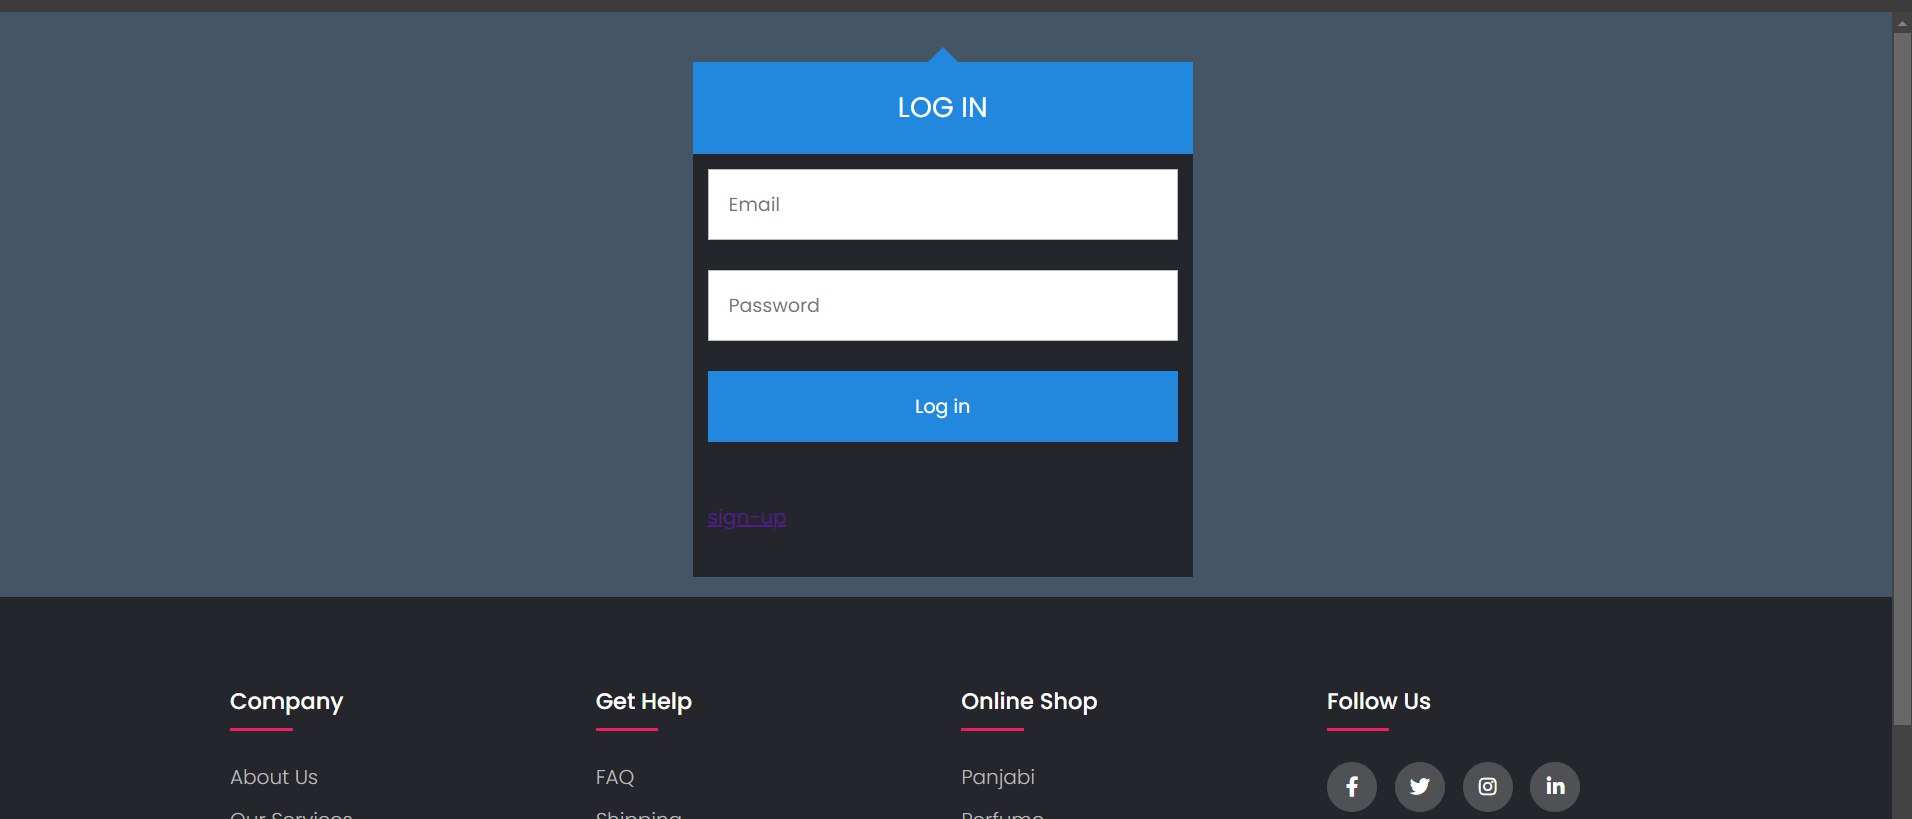 LOG IN
Email
Password
Log in
sign-up
Company
About Us
Our Services
Get Help
FAQ
Shipping
Online Shop
Panjabi
Perfume
Follow Us